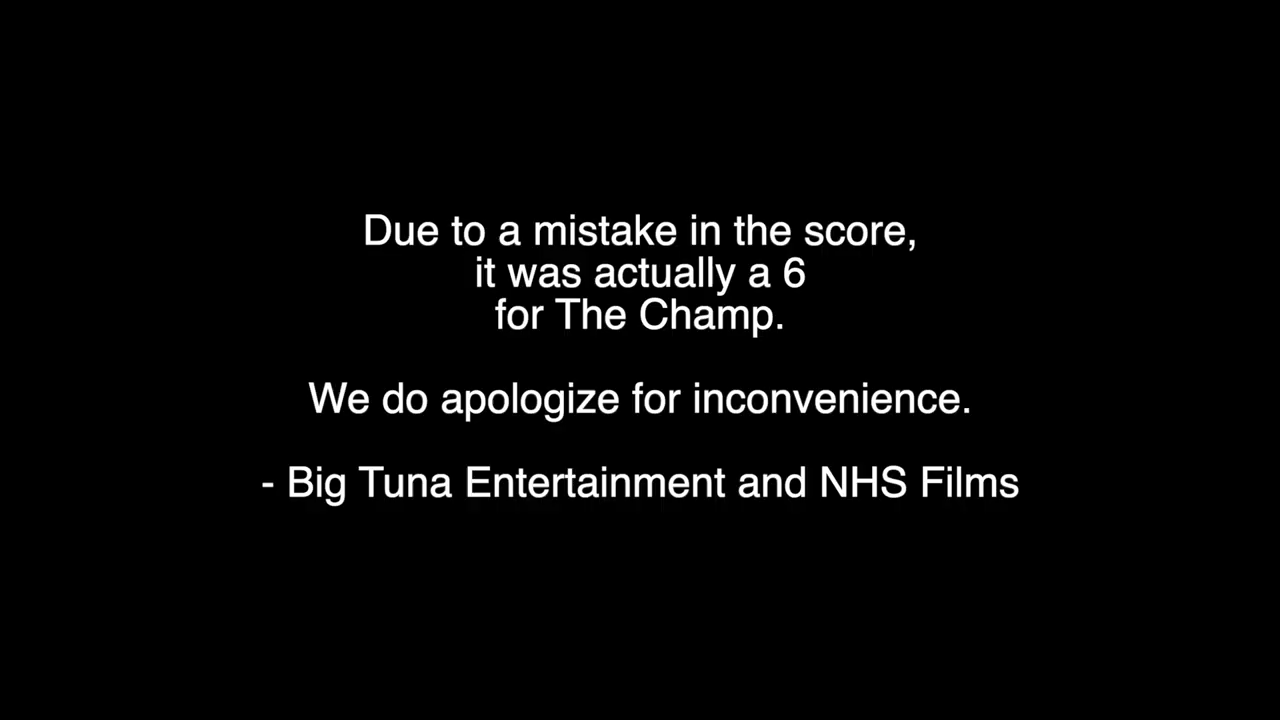 Due to a mistake in the score,
it was actually a 6
for The Champ.
We do apologize for inconvenience.
- Big Tuna Entertainment and NHS Films